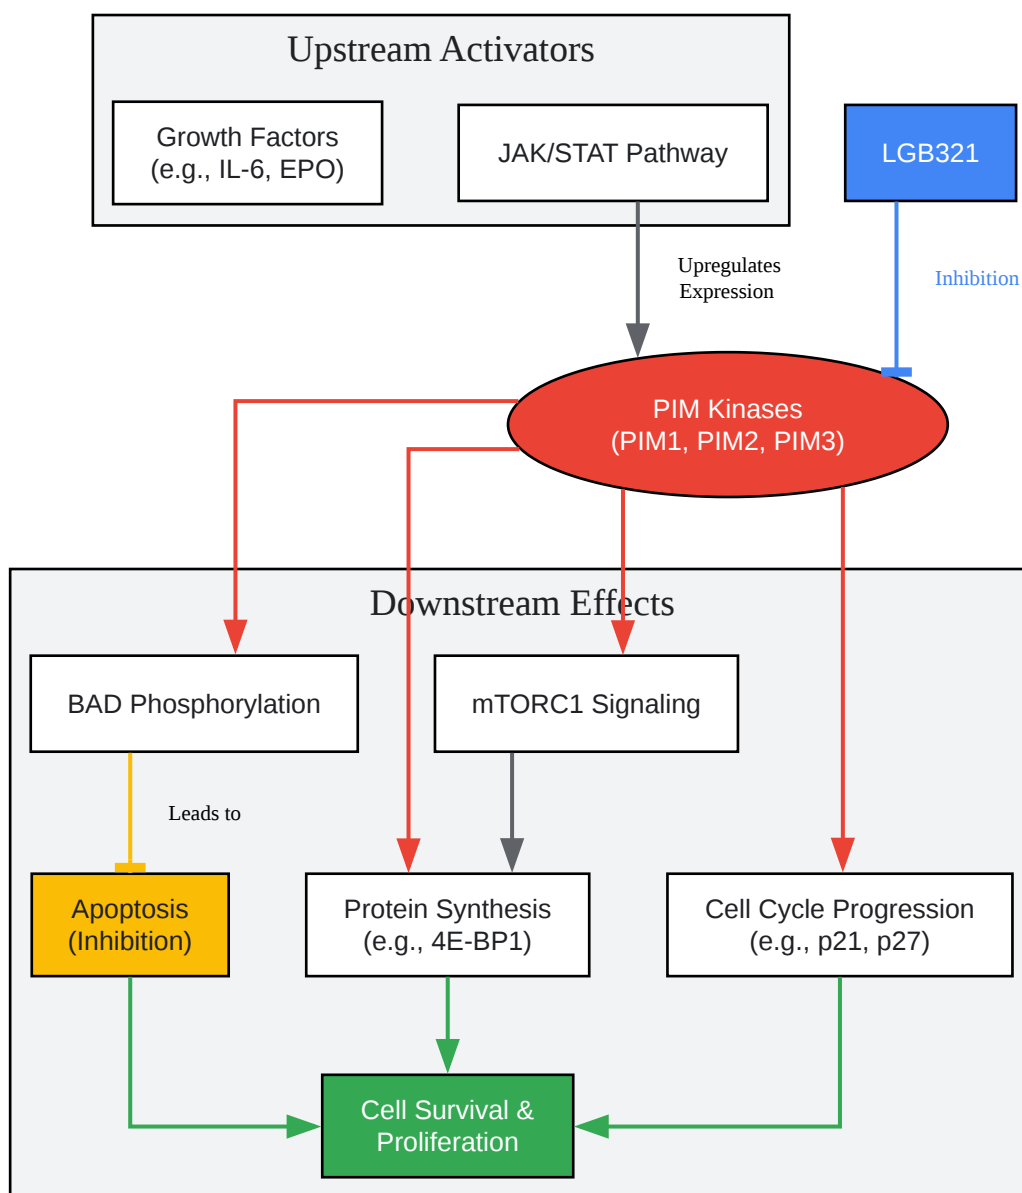 Upstream Activators
Growth Factors
(e.g., IL-6, EPO)
JAK/STAT Pathway
LGB321
Upregulates
Expression
Inhibition
PIM Kinases
(PIM1, PIM2, PIM3)
Downstream Effects
BAD Phosphorylation
mTORC1 Signaling
Leads to
Apoptosis
(Inhibition)
Protein Synthesis
(e.g., 4E-BP1)
Cell Cycle Progression
(e.g., p21, p27)
Cell Survival &
Proliferation